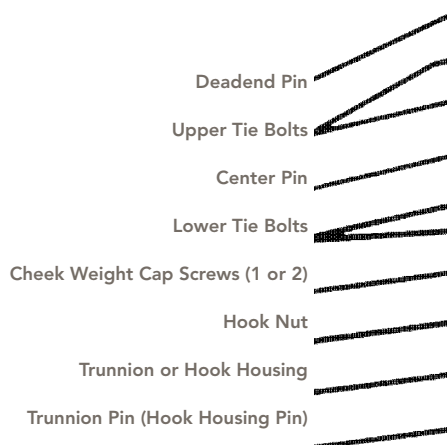 Deadend Pin
Upper Tie Bolts
Center Pin
Lower Tie Bolts
Cheek Weight Cap Screws (1 or 2)
Hook Nut
Trunnion or Hook Housing
Trunnion Pin (Hook Housing Pin)